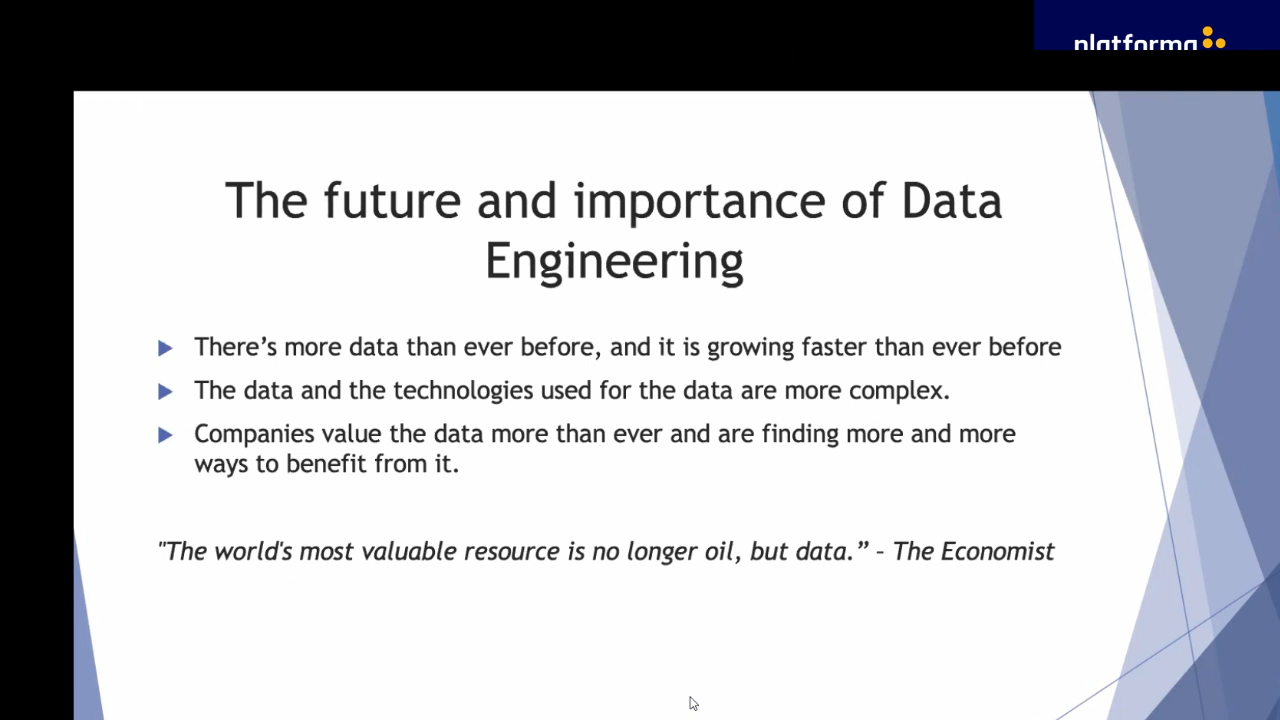 platforma
The future and importance of Data
Engineering
There’s more data than ever before, and it is growing faster than ever before
The data and the technologies used for the data are more complex.
Companies value the data more than ever and are finding more and more
ways to benefit from it.
"The world's most valuable resource is no longer oil, but data.” – The Economist